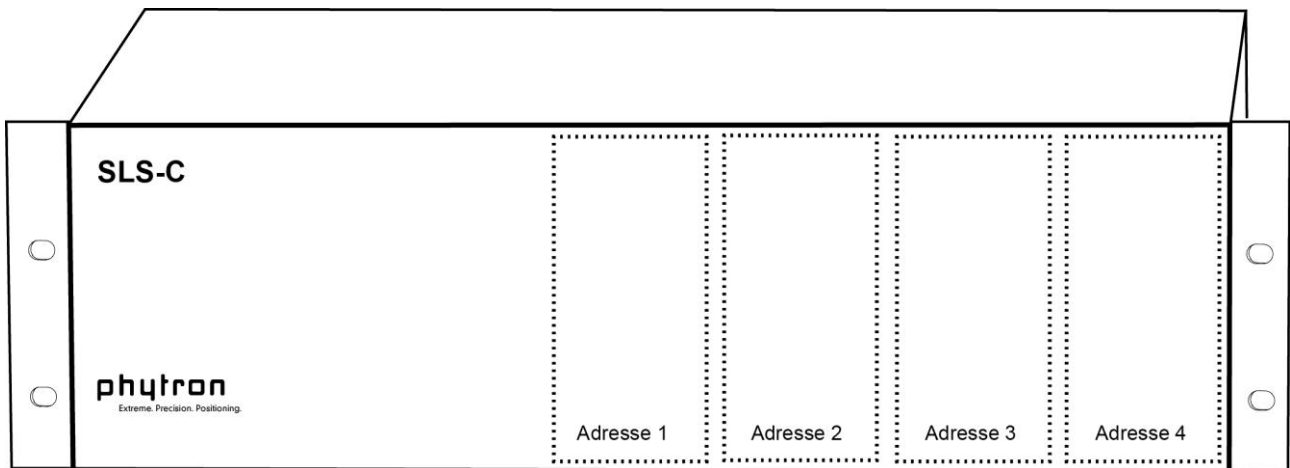 SLS-C
phytron
Extreme. Precision. Positioning.
Adresse 1
Adresse 2
Adresse 3
Adresse 4